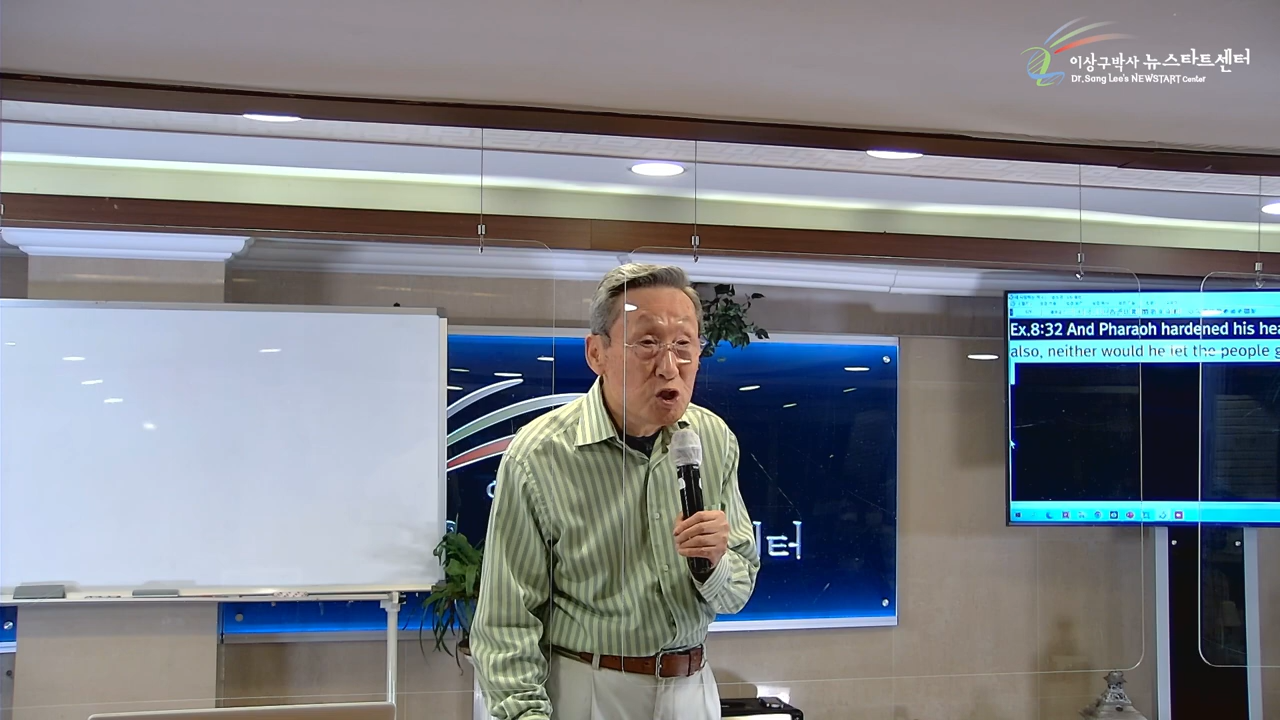 이상구박사 뉴스타트센터
Dr. Sang Lee's NEWSTART Center
Ex.8:32 And Pharaoh hardened his hea
also, neither would he let the people g
터